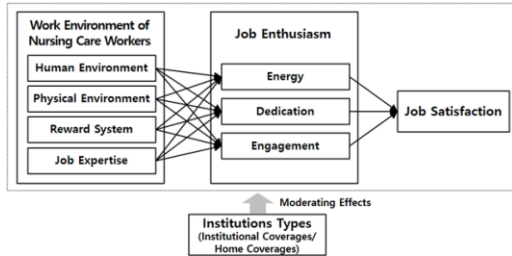 Work Environment of
Nursing Care Workers
Human Environment
Physical Environment
Reward System
Job Expertise
Job Enthusiasm
Energy
Dedication
Engagement
Job Satisfaction
Moderating Effects
Institutions Types
(Institutional Coverages/
Home Coverages)